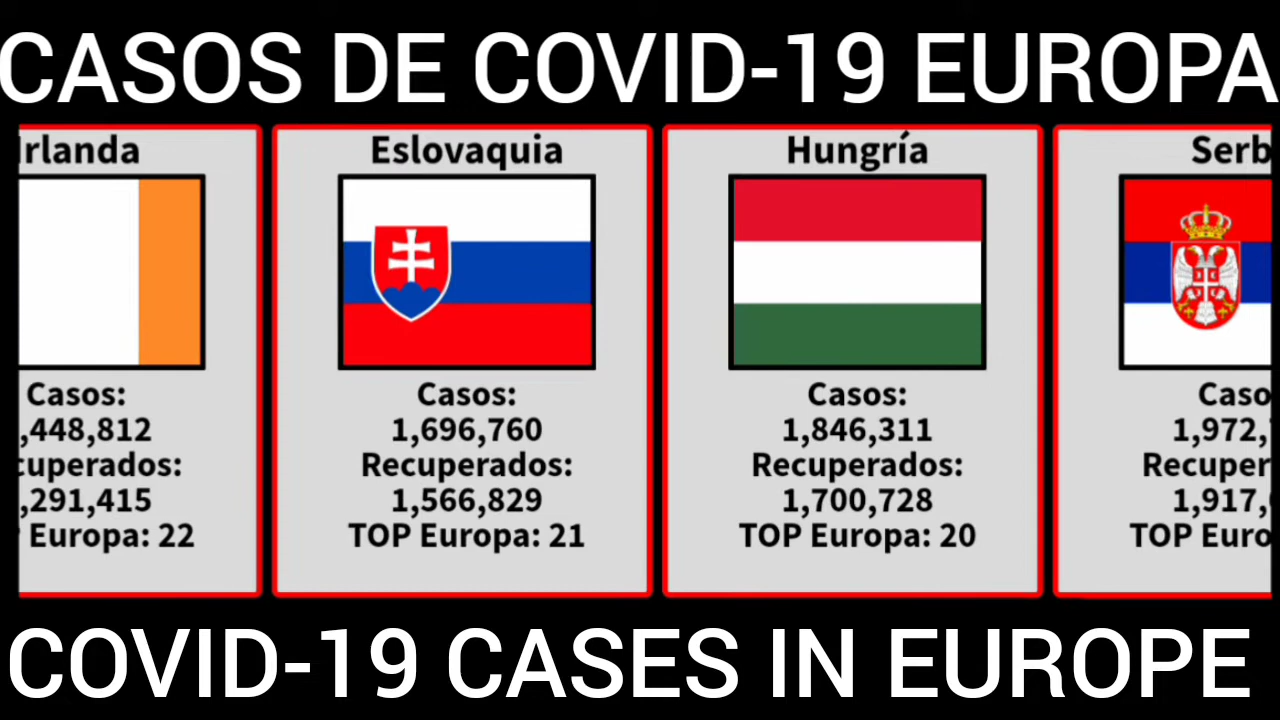 CASOS DE COVID-19 EUROPA
Irlanda
Casos:
,448,812
cuperados:
,291,415
Europa: 22
Eslovaquia
Casos:
1,696,760
Recuperados:
1,566,829
TOP Europa: 21
Hungría
Casos:
1,846,311
Recuperados:
1,700,728
TOP Europa: 20
Serb
Caso
1,972,
Recuper
1,917,
TOP Euro
COVID-19 CASES IN EUROPE